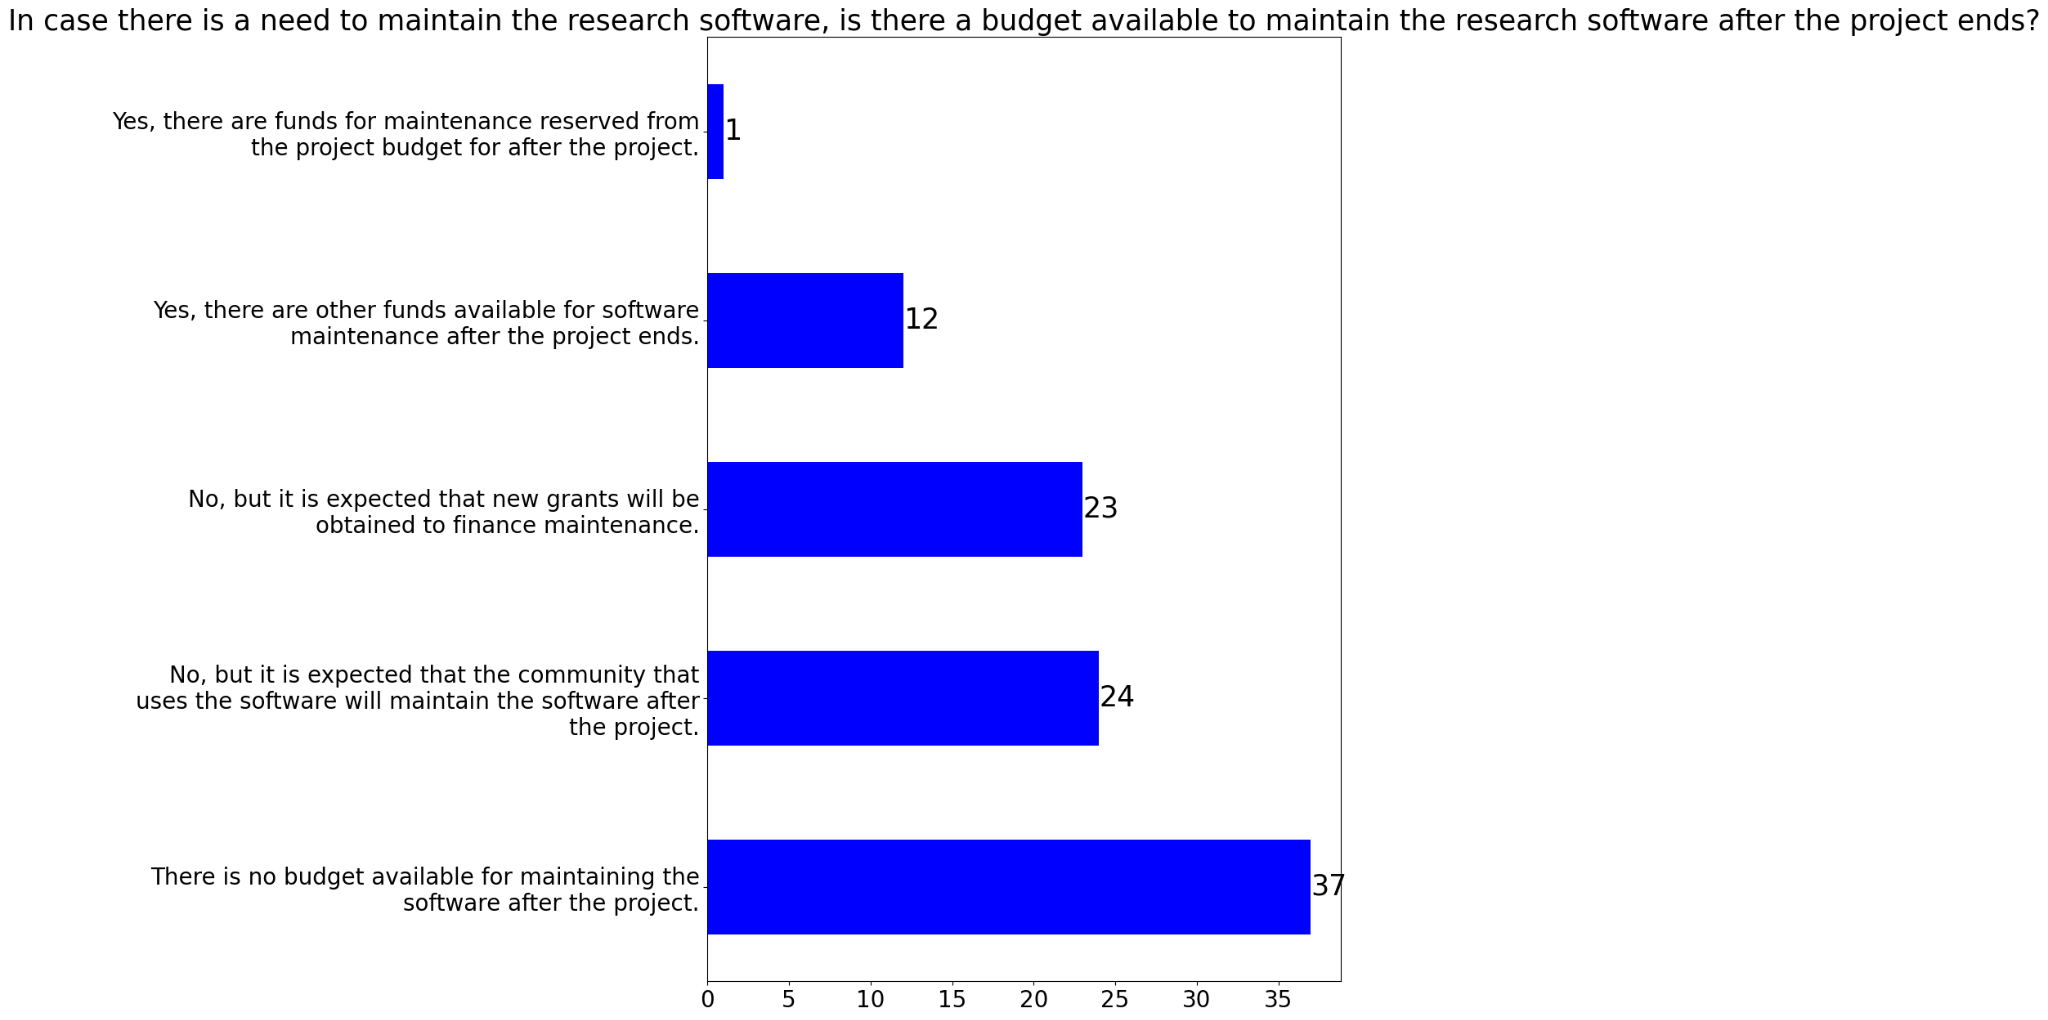 In case there is a need to maintain the research software, is there a budget available to maintain the research software after the project ends?
Yes, there are funds for maintenance reserved from
the project budget for after the project.
1
Yes, there are other funds available for software
maintenance after the project ends.
12
No, but it is expected that new grants will be
obtained to finance maintenance.
23
No, but it is expected that the community that
uses the software will maintain the software after
the project.
24
There is no budget available for maintaining the
software after the project.
37
0 5 10 15 20 25 30 35